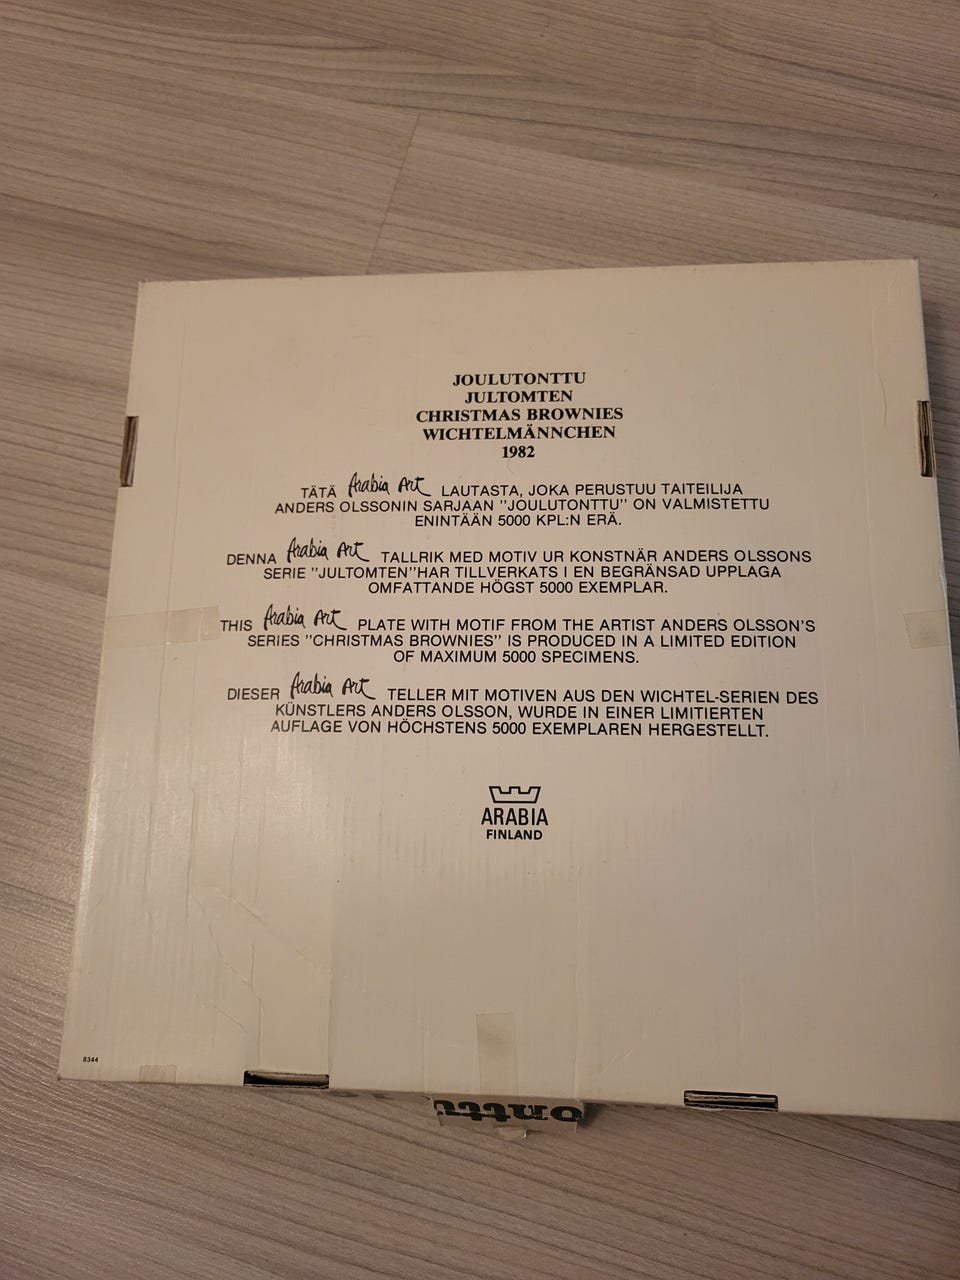 JOULUTONTTU
JULTOMTEN
CHRISTMAS BROWNIES
WICHTELMÄNNCHEN
1982
TÄTÄ Arabia Art LAUTASTA, JOKA PERUSTUU TAITEILIJA
ANDERS OLSSONIN SARJAAN "JOULUTONTTU" ON VALMISTETTU
ENINTÄÄN 5000 KPL:N ERÄ.
DENNA Arabia Art TALLRIK MED MOTIV UR KONSTNÄR ANDERS OLSSONS
SERIE "JULTOMTEN"HAR TILLVERKATS I EN BEGRÄNSAD UPPLAGA
OMFATTANDE HÖGST 5000 EXEMPLAR.
THIS Arabia Art PLATE WITH MOTIF FROM THE ARTIST ANDERS OLSSON'S
SERIES "CHRISTMAS BROWNIES" IS PRODUCED IN A LIMITED EDITION
OF MAXIMUM 5000 SPECIMENS.
DIESER Arabia Art TELLER MIT MOTIVEN AUS DEN WICHTEL-SERIEN DES
KÜNSTLERS ANDERS OLSSON, WURDE IN EINER LIMITIERTEN
AUFLAGE VON HÖCHSTENS 5000 EXEMPLAREN HERGESTELLT.
ARABIA
FINLAND
8344
onttu